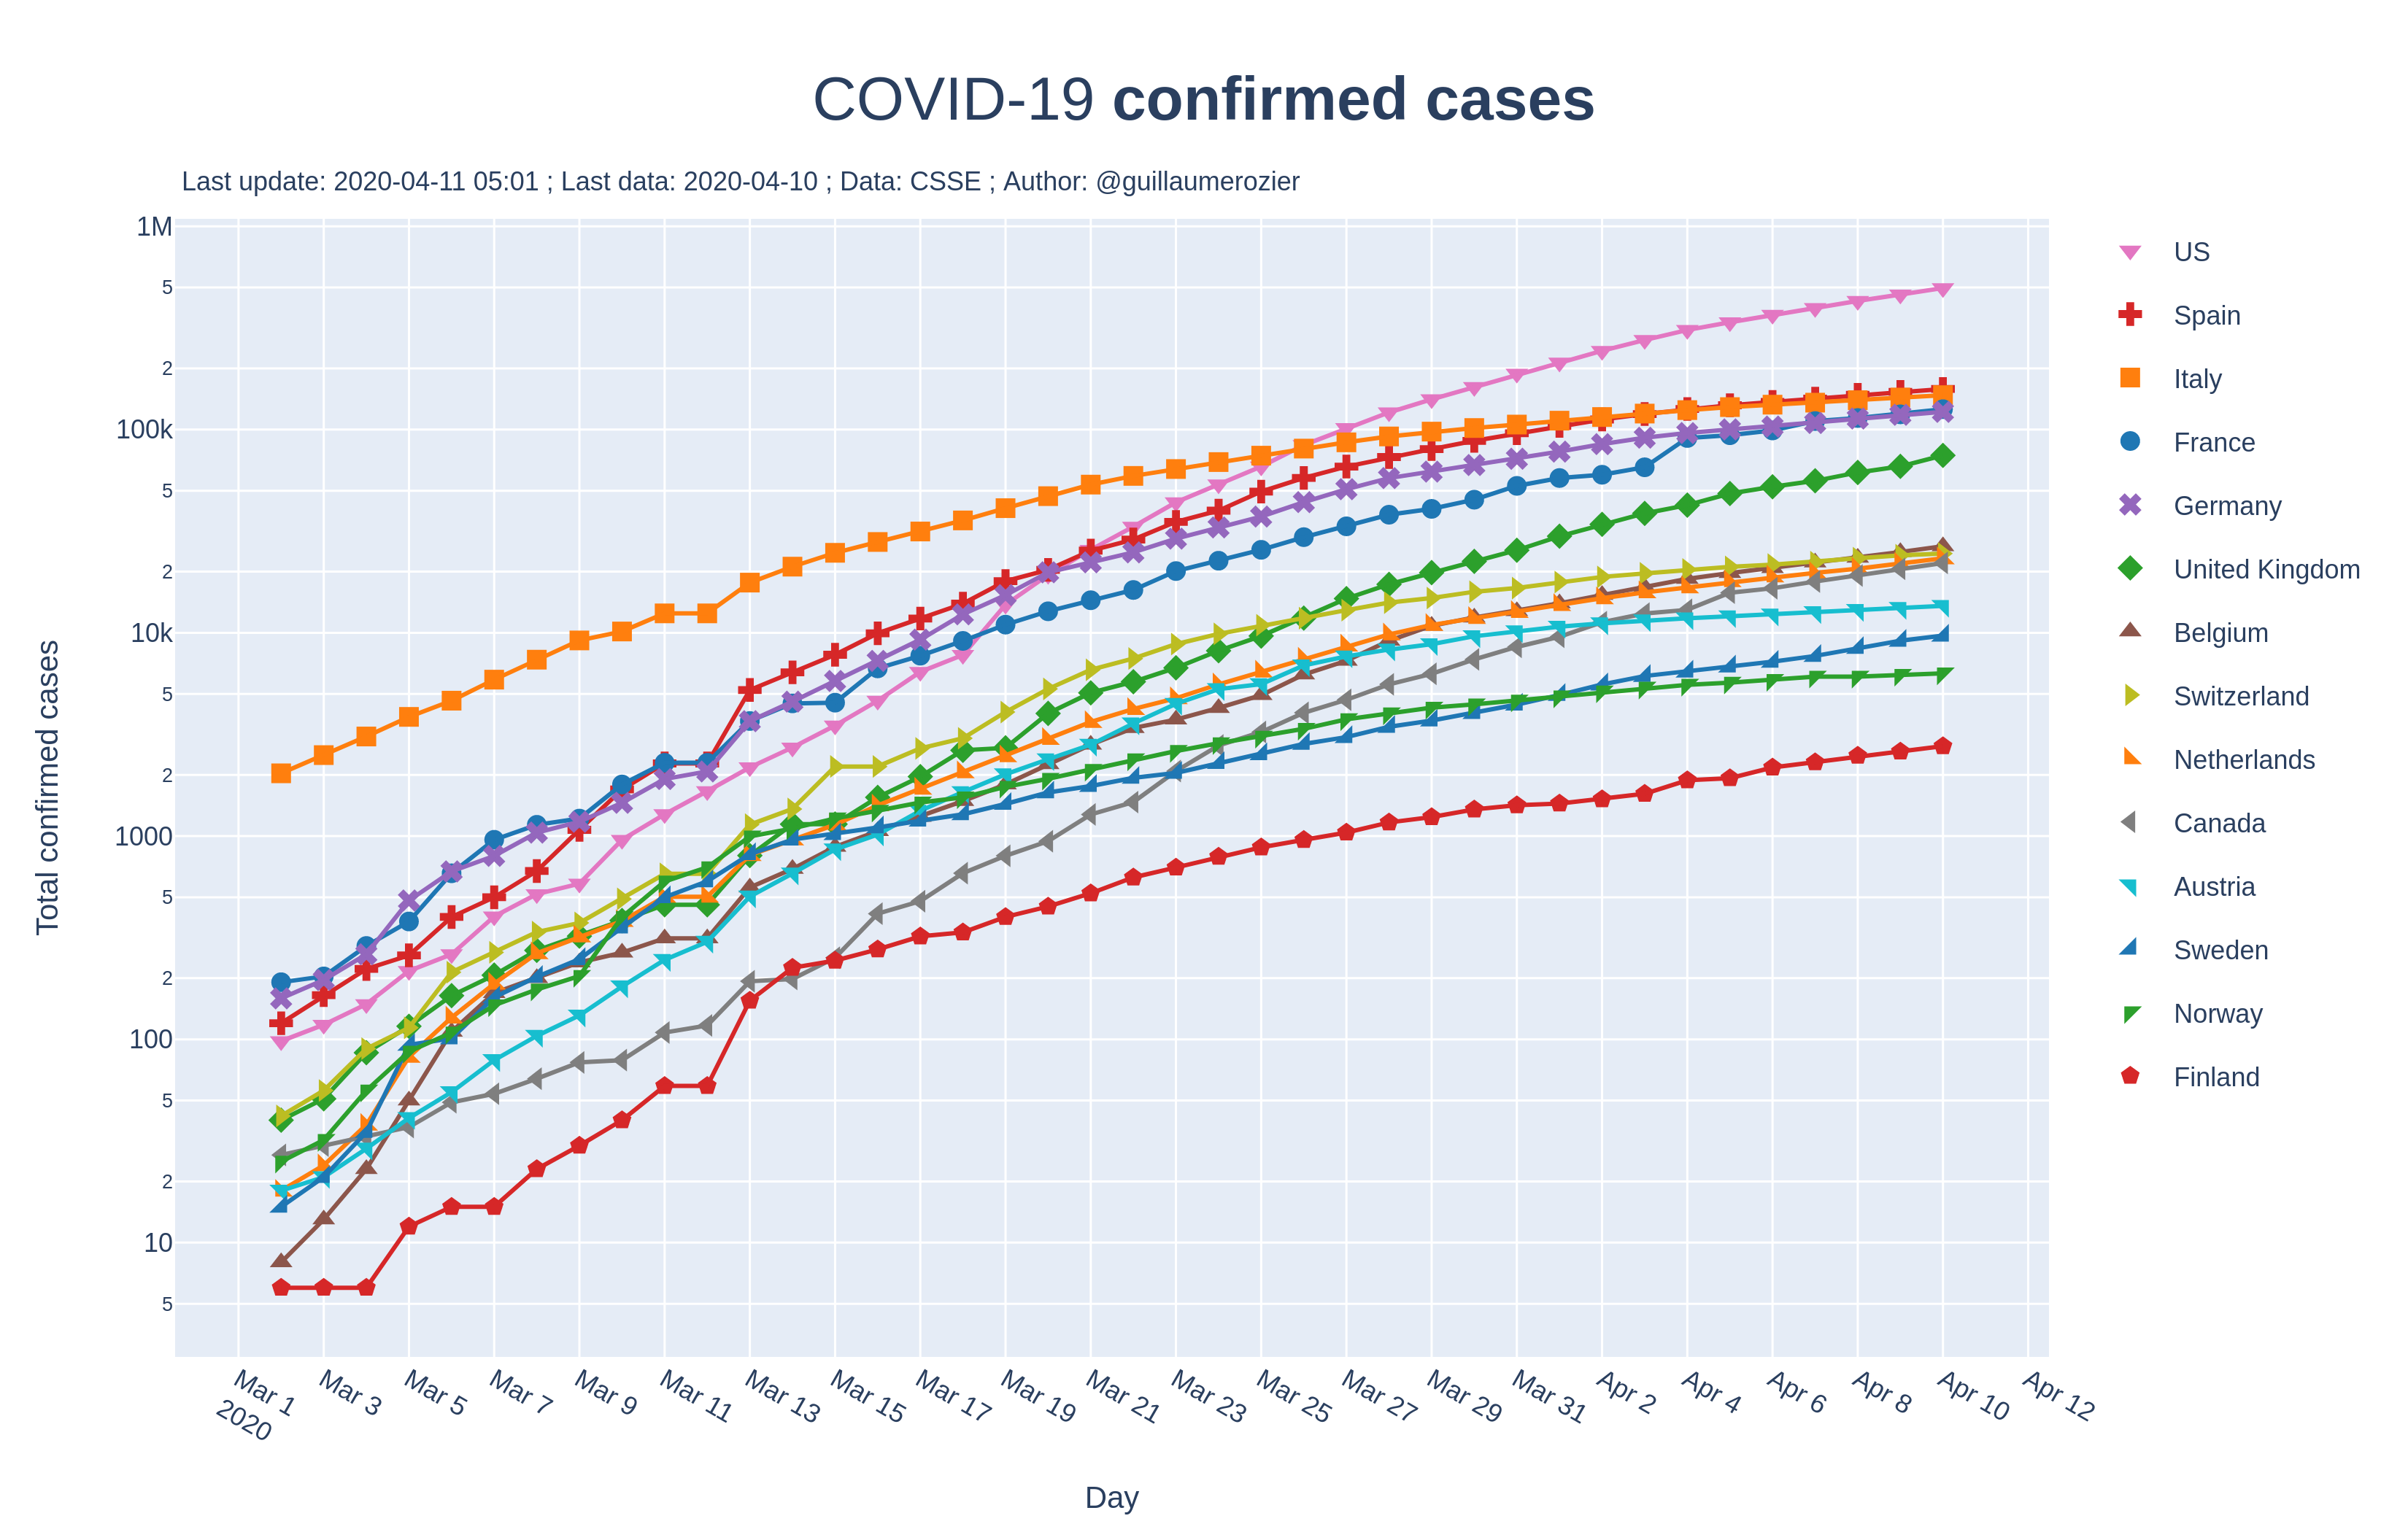 COVID-19 confirmed cases
Last update: 2020-04-11 05:01 ; Last data: 2020-04-10 ; Data: CSSE ; Author: @guillaumerozier
1M
5
2
100k
5
2
10k
5
2
1000
5
2
100
5
2
10
5
Total confirmed cases
Mar 1
2020
Mar 3
Mar 5
Mar 7
Mar 9
Mar 11
Mar 13
Mar 15
Mar 17
Mar 19
Mar 21
Mar 23
Mar 25
Mar 27
Mar 29
Mar 31
Apr 2
Apr 4
Apr 6
Apr 8
Apr 10
Apr 12
Day
US
Spain
Italy
France
Germany
United Kingdom
Belgium
Switzerland
Netherlands
Canada
Austria
Sweden
Norway
Finland